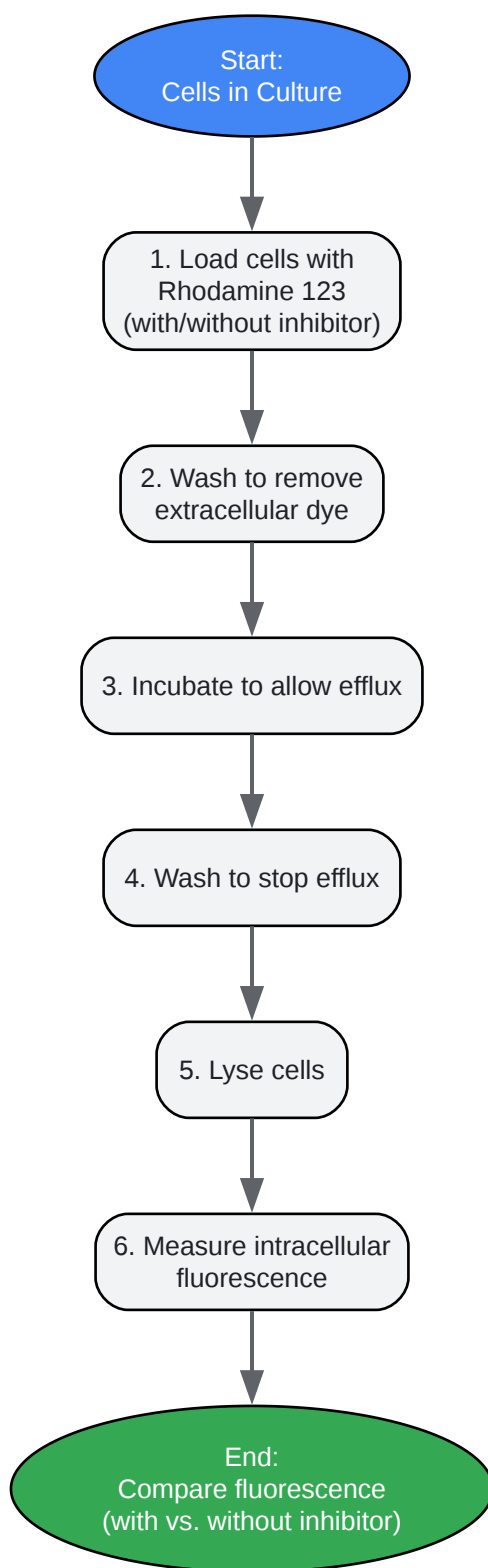 Start:
Cells in Culture
1. Load cells with
Rhodamine 123
(with/without inhibitor)
2. Wash to remove
extracellular dye
3. Incubate to allow efflux
4. Wash to stop efflux
5. Lyse cells
6. Measure intracellular
fluorescence
End:
Compare fluorescence
(with vs. without inhibitor)